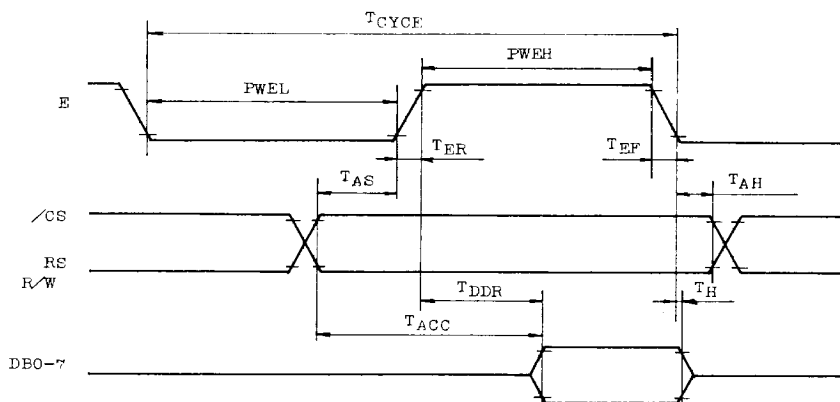 TCYCE
PWEH
E
PWEL
TER
TEF
TAS
TAH
/CS
RS
R/W
TDDR
TH
TACC
DB0-7